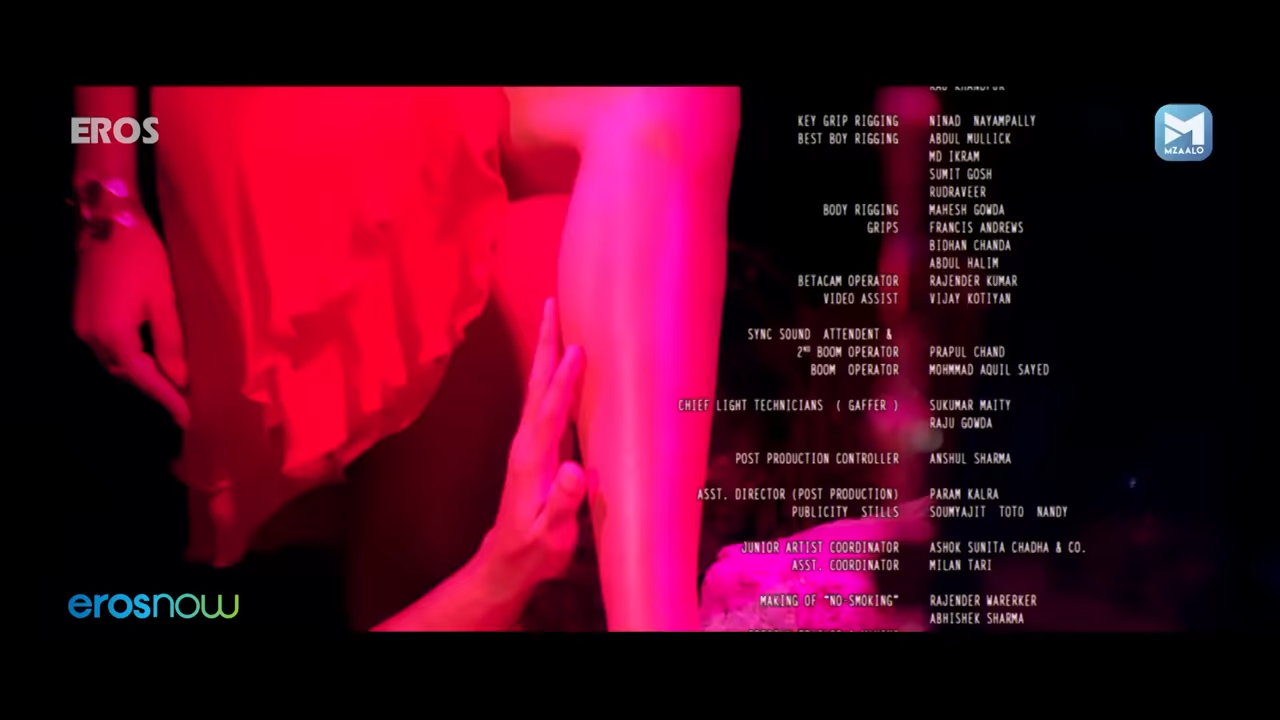 EROS
MZAALO
KEY GRIP RIGGING NINAD NAYAMPALLY
BEST BOY RIGGING ABDUL MULLICK
MD IKRAM
SUMIT GOSH
RUDRAVEER
BODY RIGGING MAHESH GOWDA
GRIPS FRANCIS ANDREWS
BIDHAN CHANDA
ABDUL HALIM
BETACAM OPERATOR RAJENDER KUMAR
VIDEO ASSIST VIJAY KOTIYAN
SYNC SOUND ATTENDENT &
2ND BOOM OPERATOR PRAPUL CHAND
BOOM OPERATOR MOHMMAD AQUIL SAYED
CHIEF LIGHT TECHNICIANS ( GAFFER ) SUKUMAR MAITY
RAJU GOWDA
POST PRODUCTION CONTROLLER ANSHUL SHARMA
ASST. DIRECTOR (POST PRODUCTION) PARAM KALRA
PUBLICITY STILLS SOUMYAJIT TOTO NANDY
JUNIOR ARTIST COORDINATOR ASHOK SUNITA CHADHA & CO.
ASST. COORDINATOR MILAN TARI
MAKING OF "NO-SMOKING" RAJENDER WARERKER
ABHISHEK SHARMA
erosnow